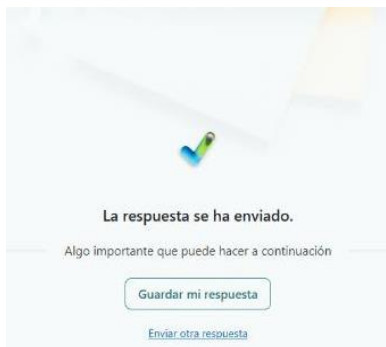 La respuesta se ha enviado.
Algo importante que puede hacer a continuación
Guardar mi respuesta
Enviar otra respuesta